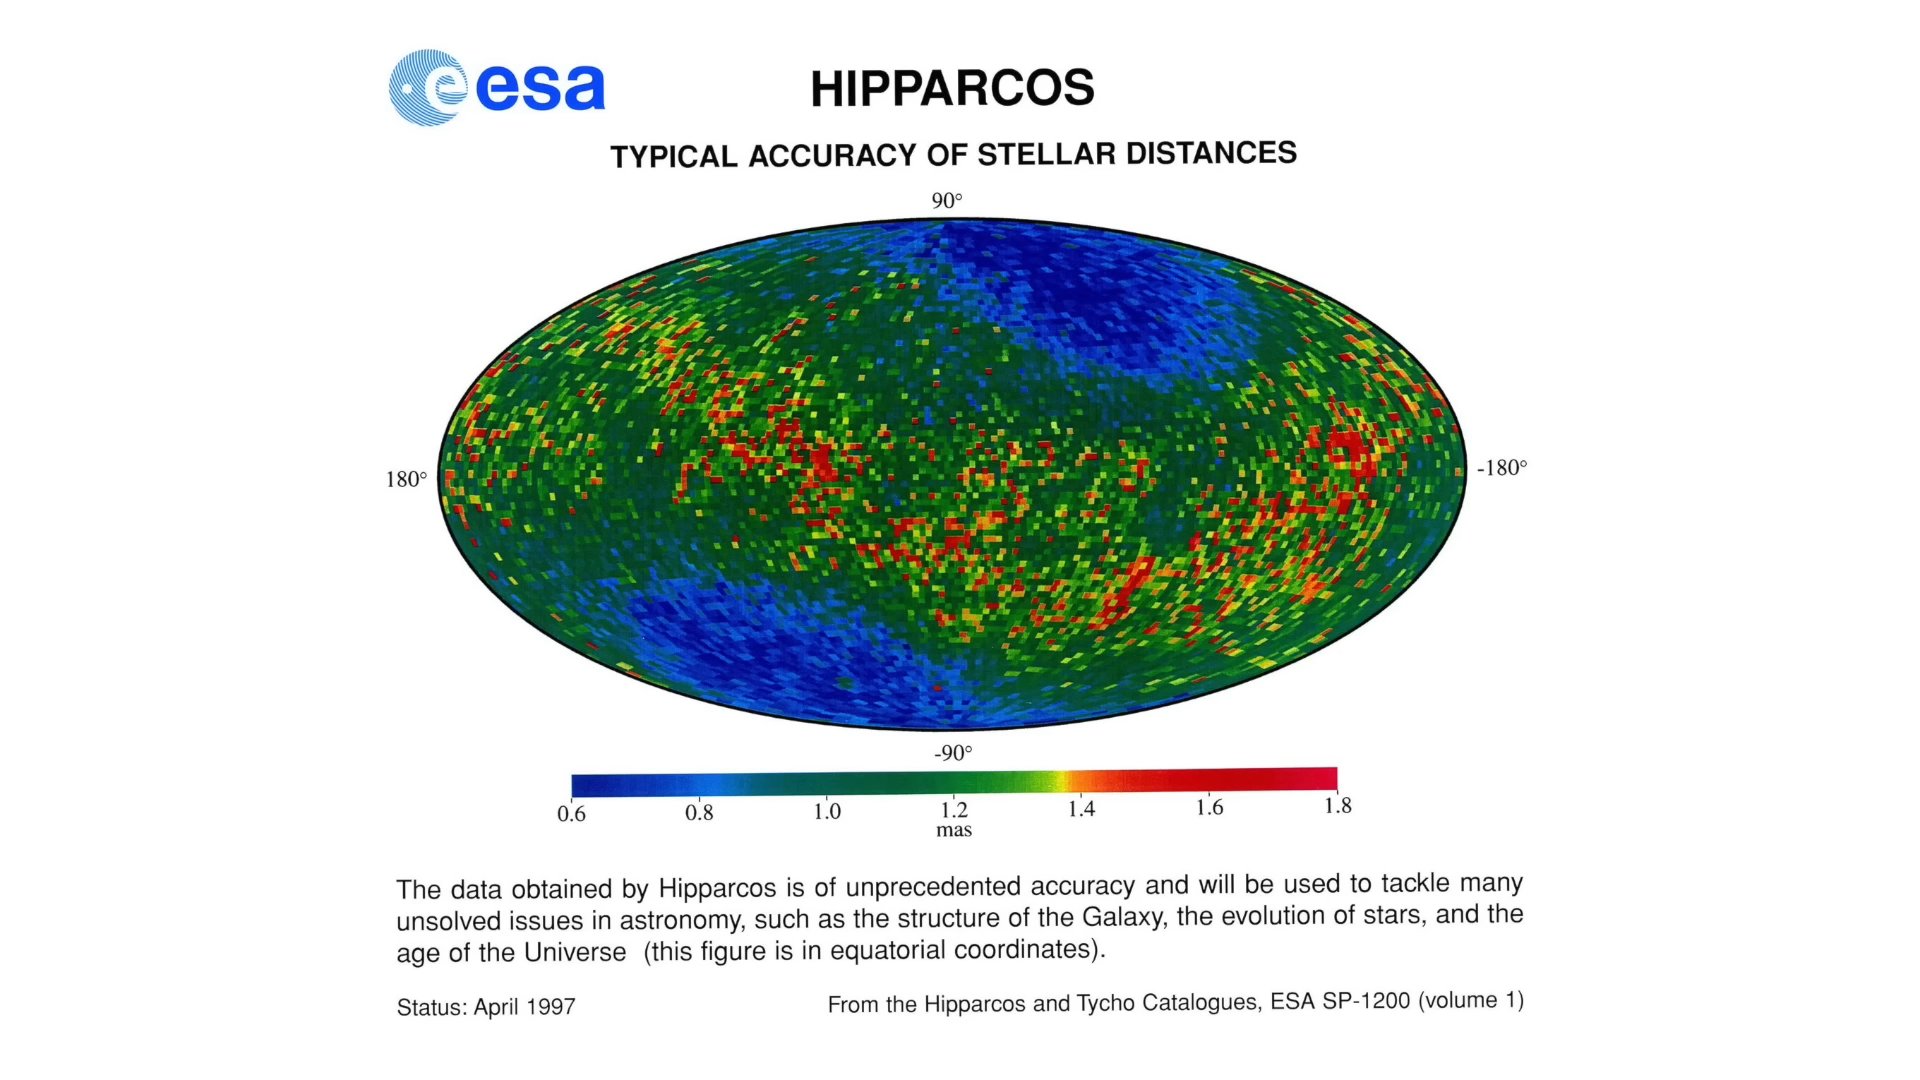 esa
HIPPARCOS
TYPICAL ACCURACY OF STELLAR DISTANCES
90°
180°
-180°
-90°
0.6 0.8 1.0 1.2 1.4 1.6 1.8
mas
The data obtained by Hipparcos is of unprecedented accuracy and will be used to tackle many
unsolved issues in astronomy, such as the structure of the Galaxy, the evolution of stars, and the
age of the Universe (this figure is in equatorial coordinates).
Status: April 1997 From the Hipparcos and Tycho Catalogues, ESA SP-1200 (volume 1)